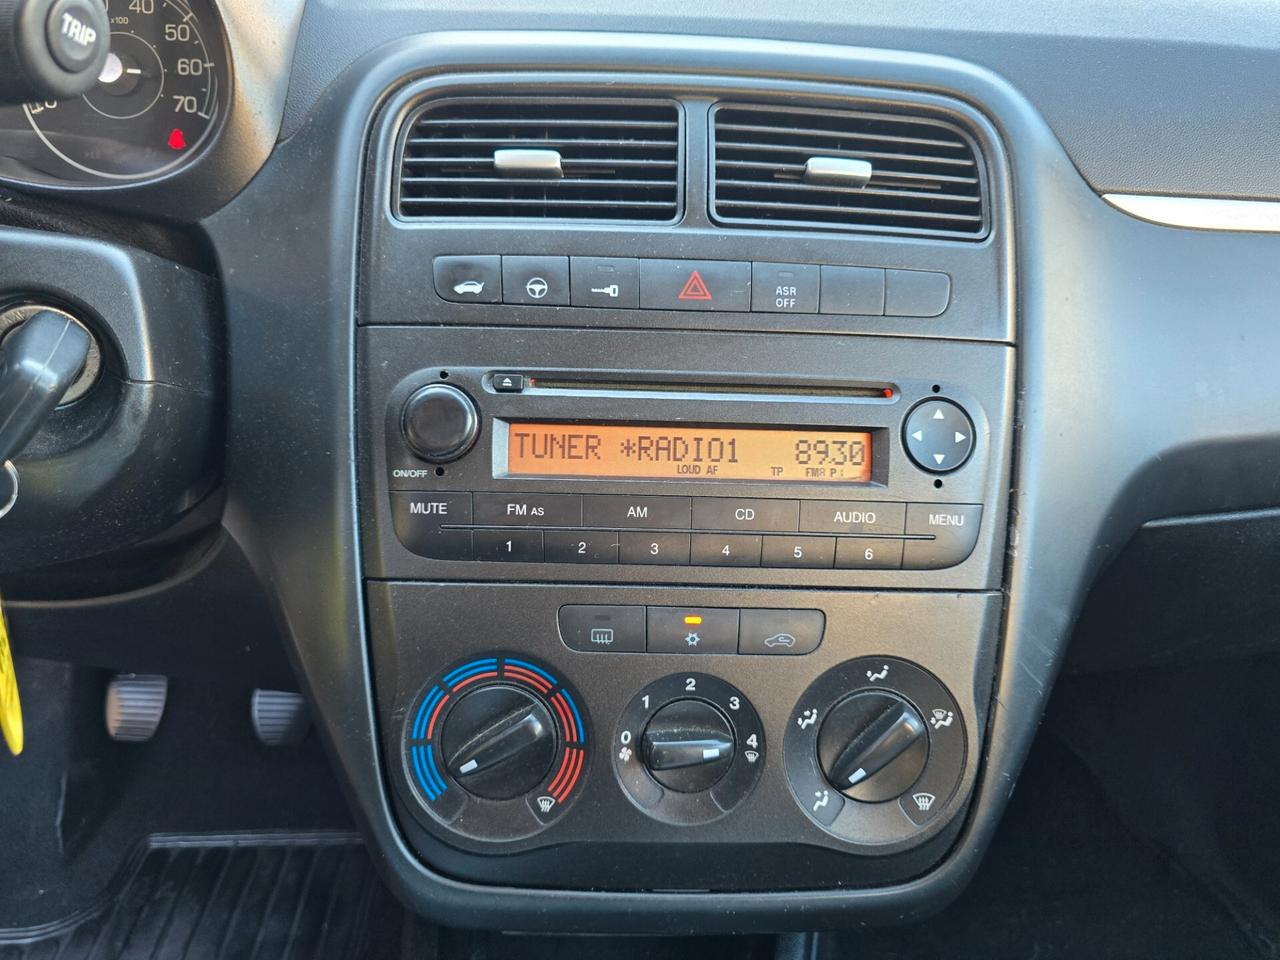 TRIP
x100
40
50
60
70
ASR
OFF
TUNER *RADIO1 89.30
LOUD AF TP FM8 P:
ON/OFF
MUTE FM AS AM CD AUDIO MENU
1 2 3 4 5 6
0 1 2 3 4